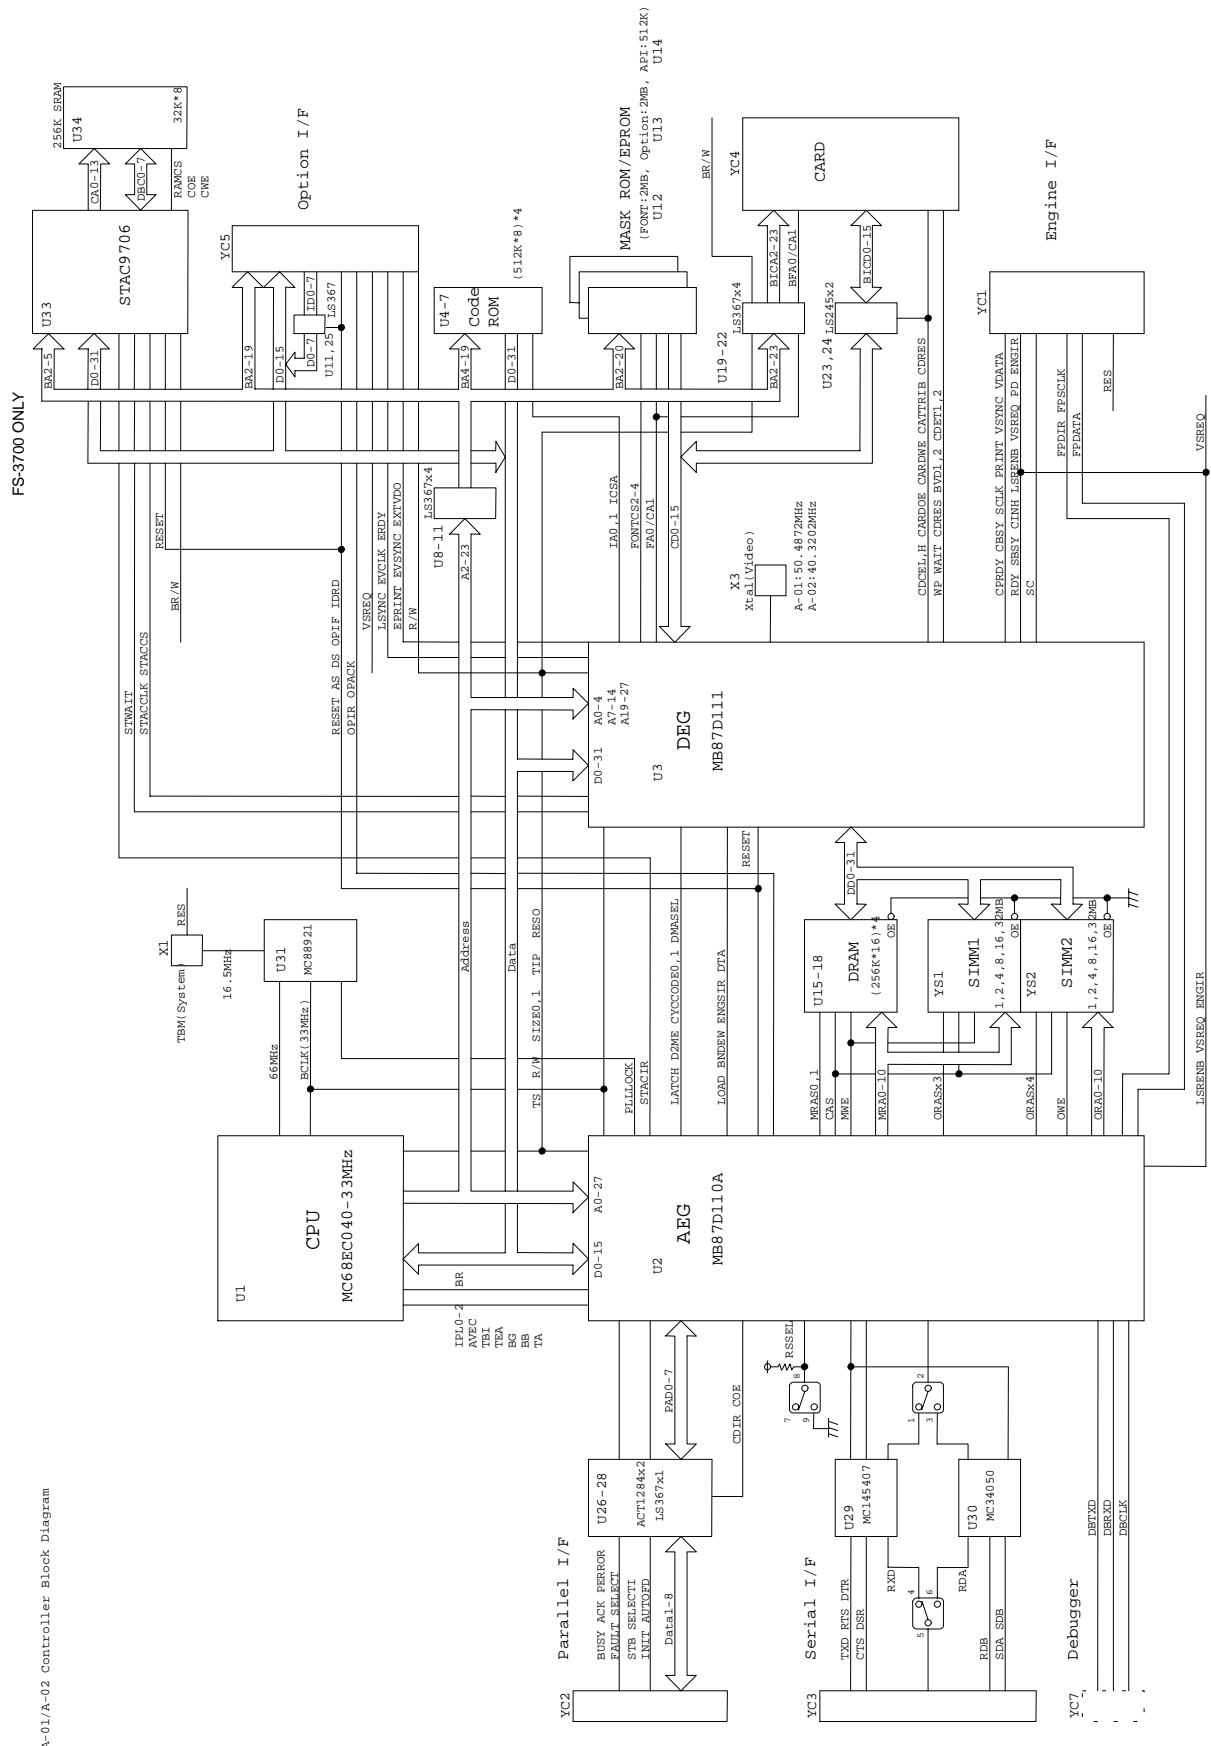 FS-3700 ONLY
A-01/A-02 Controller Block Diagram
256K SRAM
U34
32K*8
CA0-13
DBC0-7
RAMCS
COE
CWE
U33
STAC9706
BA2-5
D0-31
RESET
BR/W
STWAIT
STACCLK STACCS
Option I/F
YC5
BA2-19
D0-15
D0-7
ID0-7
LS367
U11,25
RESET AS DS OPIF IDRD
OPIR OPACK
VSREQ
LSYNC EVCLK ERDY
EPRINT EVSYNC EXTVDO
R/W
U4-7
Code
ROM
(512K*8)*4
BA4-19
D0-31
U8-11
LS367x4
A2-23
MASK ROM/EPROM
(FONT:2MB, Option:2MB, API:512K)
U12
U13
U14
BA2-20
IA0,1 ICSA
FONTCS2-4
FA0/CA1
CD0-15
BR/W
YC4
CARD
U19-22
LS367x4
BA2-23
BICA2-23
BFA0/CA1
BICD0-15
U23,24
LS245x2
CDCEL,H CARDOE CARDWE CATTRIB CDRES
WP WAIT CDRES BVD1,2 CDET1,2
Engine I/F
YC1
CPRDY CBSY SCLK PRINT VSYNC VDATA
RDY SBSY CINH LSRENB VSREQ PD ENGIR
SC
FPDIR FPSCLK
FPDATA
RES
VSREQ
X3
Xtal(Video)
A-01:50.4872MHz
A-02:40.3202MHz
A0-4
A7-14
A19-27
D0-31
U3
DEG
MB87D111
X1
TBM(System)
RES
16.5MHz
U31
MC88921
66MHz
BCLK(33MHz)
Address
Data
TS R/W SIZE0,1 TIP RESO
PLLLOCK
STACIR
LATCH D2ME CYCCODE0,1 DMASEL
LOAD BNDEW ENGSIR DTA
RESET
DD0-31
U15-18
DRAM
(256K*16)*4
OE
YS1
SIMM1
1,2,4,8,16,32MB
OE
YS2
SIMM2
1,2,4,8,16,32MB
OE
MRAS0,1
CAS
MWE
MRA0-10
ORASx3
ORASx4
OWE
ORA0-10
LSRENB VSREQ ENGIR
U1
CPU
MC68EC040-33MHz
A0-27
D0-15
U2
AEG
MB87D110A
BR
IPL0-2
AVEC
TBI
TEA
BG
BB
TA
PAD0-7
CDIR COE
RSSEL
7
8
9
1
2
3
Parallel I/F
YC2
BUSY ACK PERROR
FAULT SELECT
STB SELECTI
INIT AUTOFD
Data1-8
U26-28
ACT1284x2
LS367x1
Serial I/F
YC3
TXD RTS DTR
CTS DSR
RXD
RDA
4
5
6
RDB
SDA SDB
U29
MC145407
U30
MC34050
Debugger
YC7
DBTXD
DBRXD
DBCLK